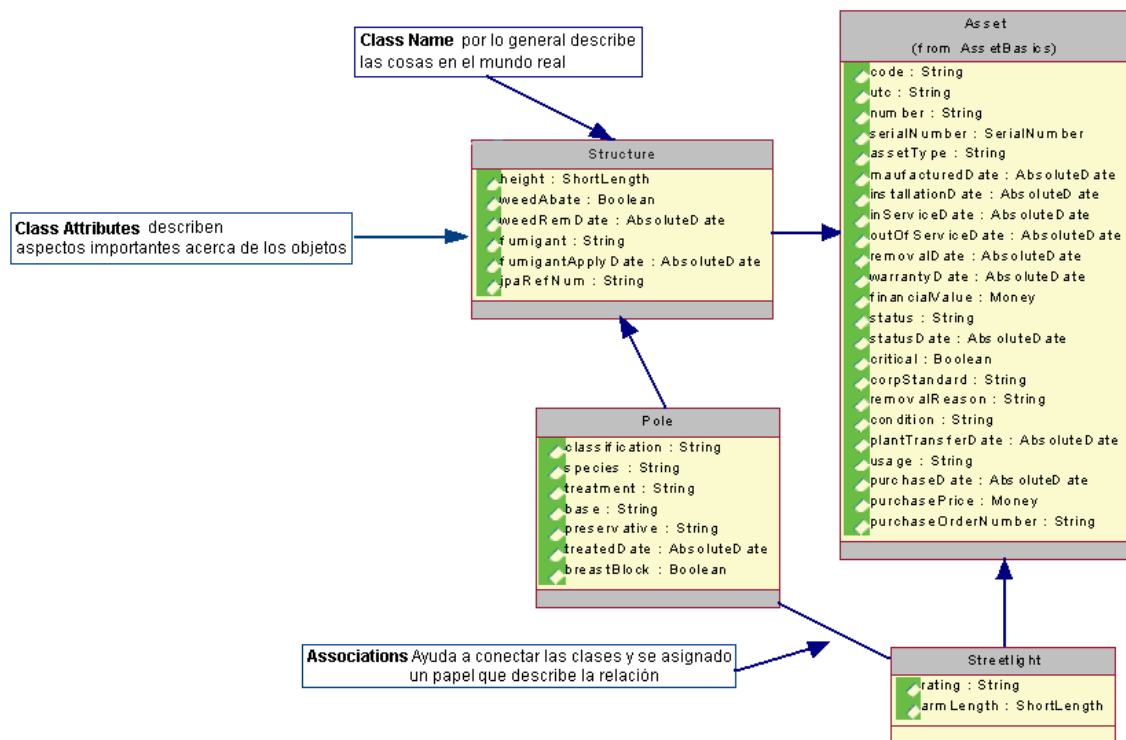 Class Name por lo general describe
las cosas en el mundo real
Class Attributes describen
aspectos importantes acerca de los objetos
Structure
height : ShortLength
weedAbate : Boolean
weedRemDate : AbsoluteDate
fumigant : String
fumigantApplyDate : AbsoluteDate
jpaRefNum : String
Asset
(from AssetBasics)
code : String
utc : String
number : String
serialNumber : SerialNumber
assetType : String
maufacturedDate : AbsoluteDate
installationDate : AbsoluteDate
inServiceDate : AbsoluteDate
outOfServiceDate : AbsoluteDate
removalDate : AbsoluteDate
warrantyDate : AbsoluteDate
financialValue : Money
status : String
statusDate : AbsoluteDate
critical : Boolean
corpStandard : String
removalReason : String
condition : String
plantTransferDate : AbsoluteDate
usage : String
purchaseDate : AbsoluteDate
purchasePrice : Money
purchaseOrderNumber : String
Pole
classification : String
species : String
treatment : String
base : String
preservative : String
treatedDate : AbsoluteDate
breastBlock : Boolean
Associations Ayuda a conectar las clases y se asignado
un papel que describe la relación
Streetlight
rating : String
armLength : ShortLength